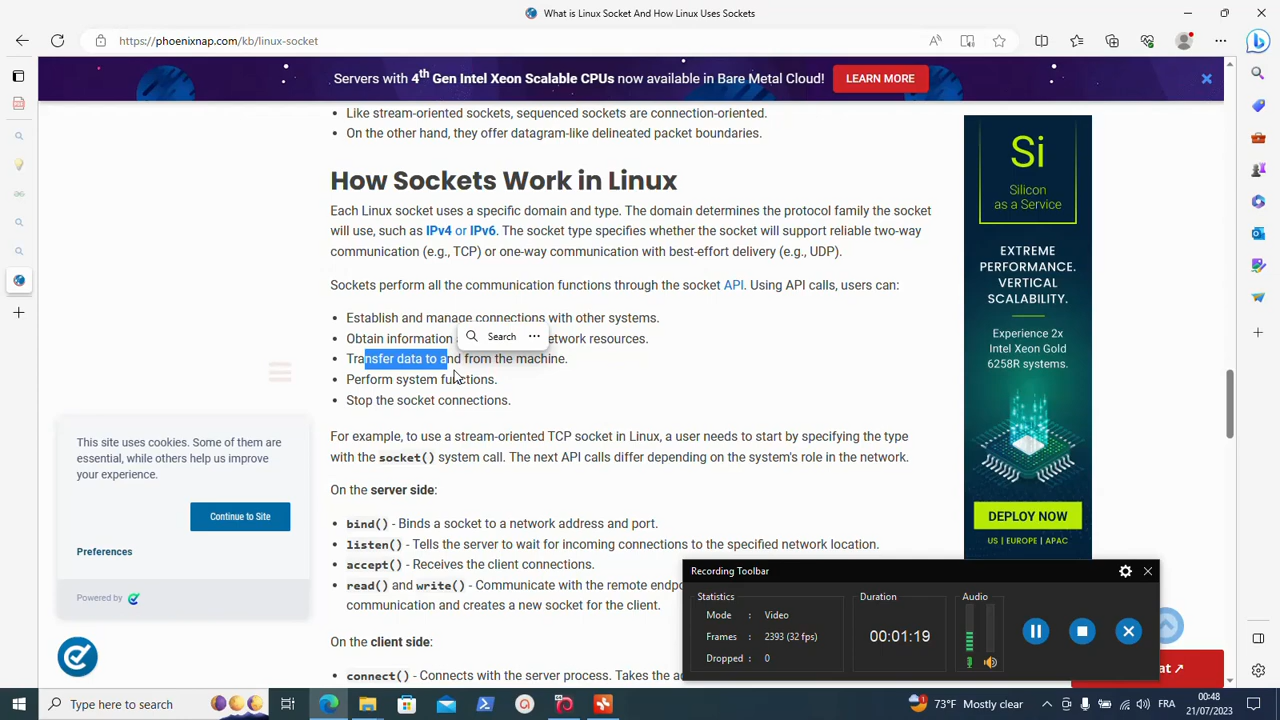 What is Linux Socket And How Linux Uses Sockets
https://phoenixnap.com/kb/linux-socket
Servers with 4th Gen Intel Xeon Scalable CPUs now available in Bare Metal Cloud!
LEARN MORE
Like stream-oriented sockets, sequenced sockets are connection-oriented.
On the other hand, they offer datagram-like delineated packet boundaries.
How Sockets Work in Linux
Each Linux socket uses a specific domain and type. The domain determines the protocol family the socket
will use, such as IPv4 or IPv6. The socket type specifies whether the socket will support reliable two-way
communication (e.g., TCP) or one-way communication with best-effort delivery (e.g., UDP).
Sockets perform all the communication functions through the socket API. Using API calls, users can:
Establish and manage connections with other systems.
Obtain information
etwork resources.
Search
Transfer data to and from the machine.
Perform system functions.
Stop the socket connections.
For example, to use a stream-oriented TCP socket in Linux, a user needs to start by specifying the type
with the socket() system call. The next API calls differ depending on the system's role in the network.
On the server side:
bind() - Binds a socket to a network address and port.
listen() - Tells the server to wait for incoming connections to the specified network location.
accept() - Receives the client connections.
read() and write() - Communicate with the remote endpo
communication and creates a new socket for the client.
On the client side:
connect() - Connects with the server process. Takes the ad
This site uses cookies. Some of them are
essential, while others help us improve
your experience.
Continue to Site
Preferences
Powered by
Si
Silicon
as a Service
EXTREME
PERFORMANCE.
VERTICAL
SCALABILITY.
Experience 2x
Intel Xeon Gold
6258R systems.
DEPLOY NOW
US | EUROPE | APAC
Recording Toolbar
Statistics
Mode : Video
Frames : 2393 (32 fps)
Dropped : 0
Duration
00:01:19
Audio
at ↗
Type here to search
73°F Mostly clear
FRA
00:48
21/07/2023